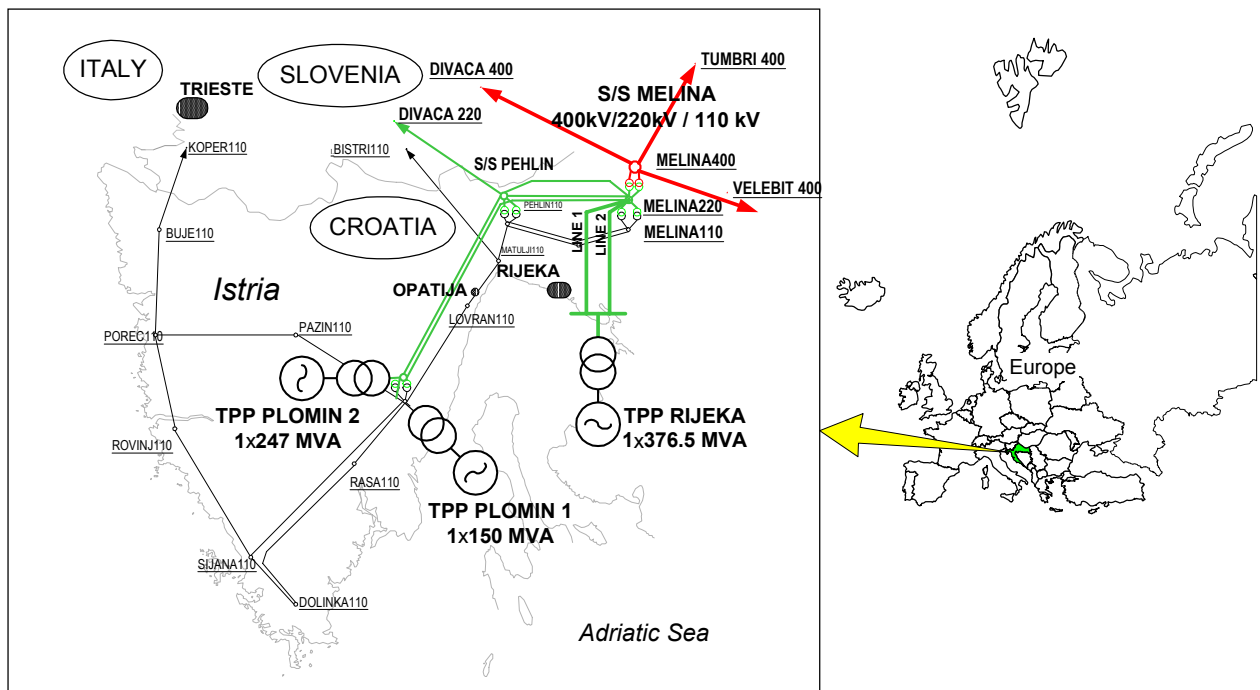 ITALY
SLOVENIA
TRIESTE
DIVACA 400
TUMBRI 400
S/S MELINA
400kV/220kV / 110 kV
DIVACA 220
KOPER110
BISTRI110
S/S PEHLIN
MELINA400
VELEBIT 400
PEHLIN110
MELINA220
CROATIA
LINE 1
LINE 2
MELINA110
BUJE110
MATULJI110
RIJEKA
Istria
OPATIJA
LOVRAN110
POREC110
PAZIN110
Europe
TPP PLOMIN 2
1x247 MVA
TPP RIJEKA
1x376.5 MVA
ROVINJ110
RASA110
TPP PLOMIN 1
1x150 MVA
SIJANA110
DOLINKA110
Adriatic Sea